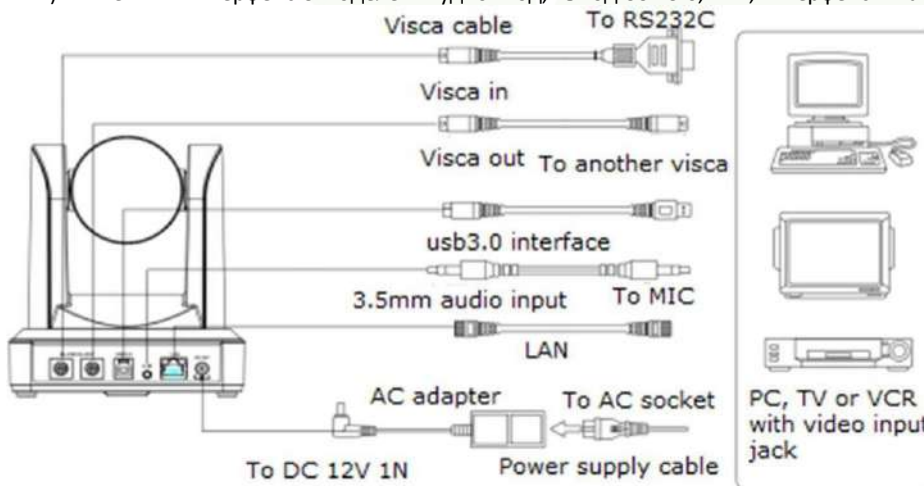 Visca cable
To RS232C
Visca in
Visca out
To another visca
usb3.0 interface
3.5mm audio input
To MIC
LAN
AC adapter
To AC socket
To DC 12V 1N
Power supply cable
PC, TV or VCR
with video input
jack